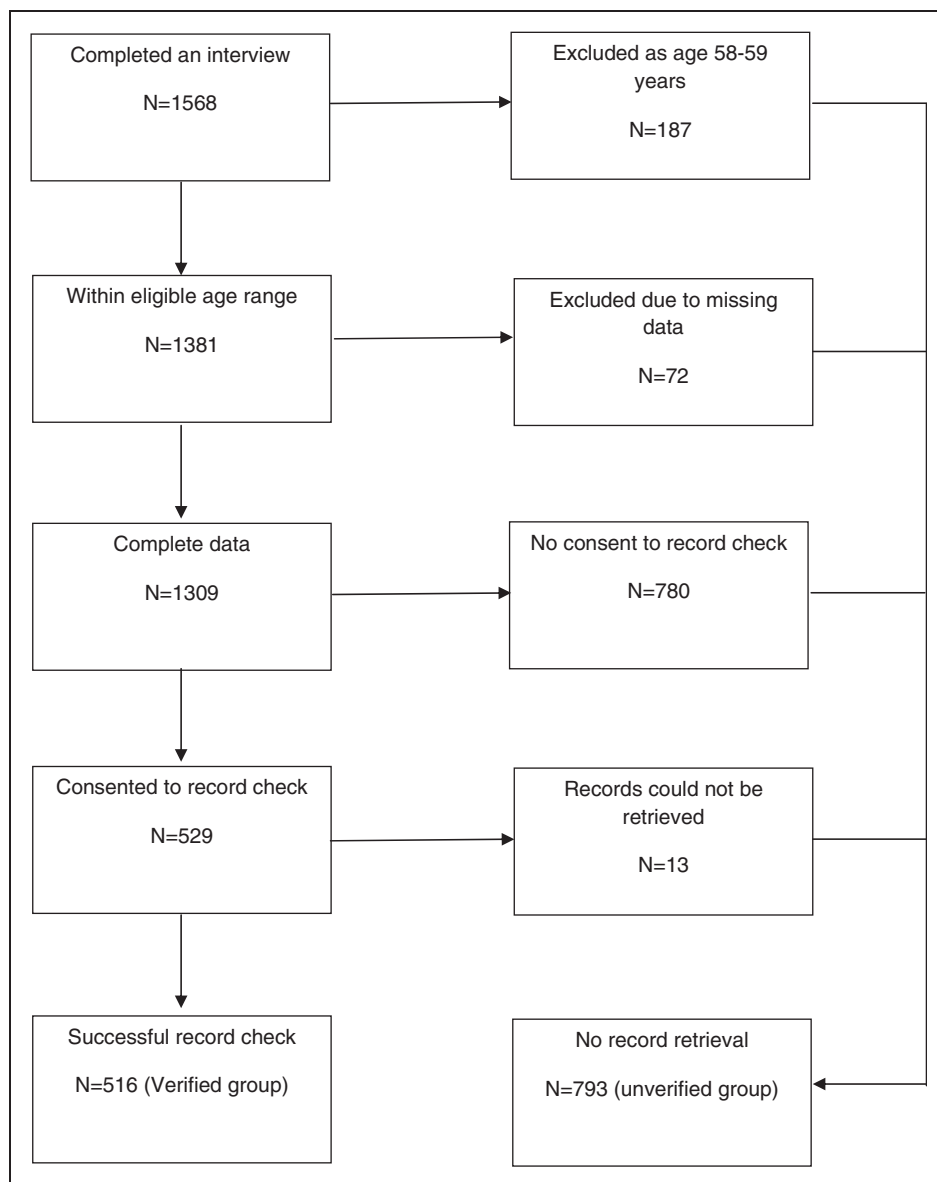 Completed an interview
N=1568
Excluded as age 58-59
years
N=187
Within eligible age range
N=1381
Excluded due to missing
data
N=72
Complete data
N=1309
No consent to record check
N=780
Consented to record check
N=529
Records could not be
retrieved
N=13
Successful record check
N=516 (Verified group)
No record retrieval
N=793 (unverified group)